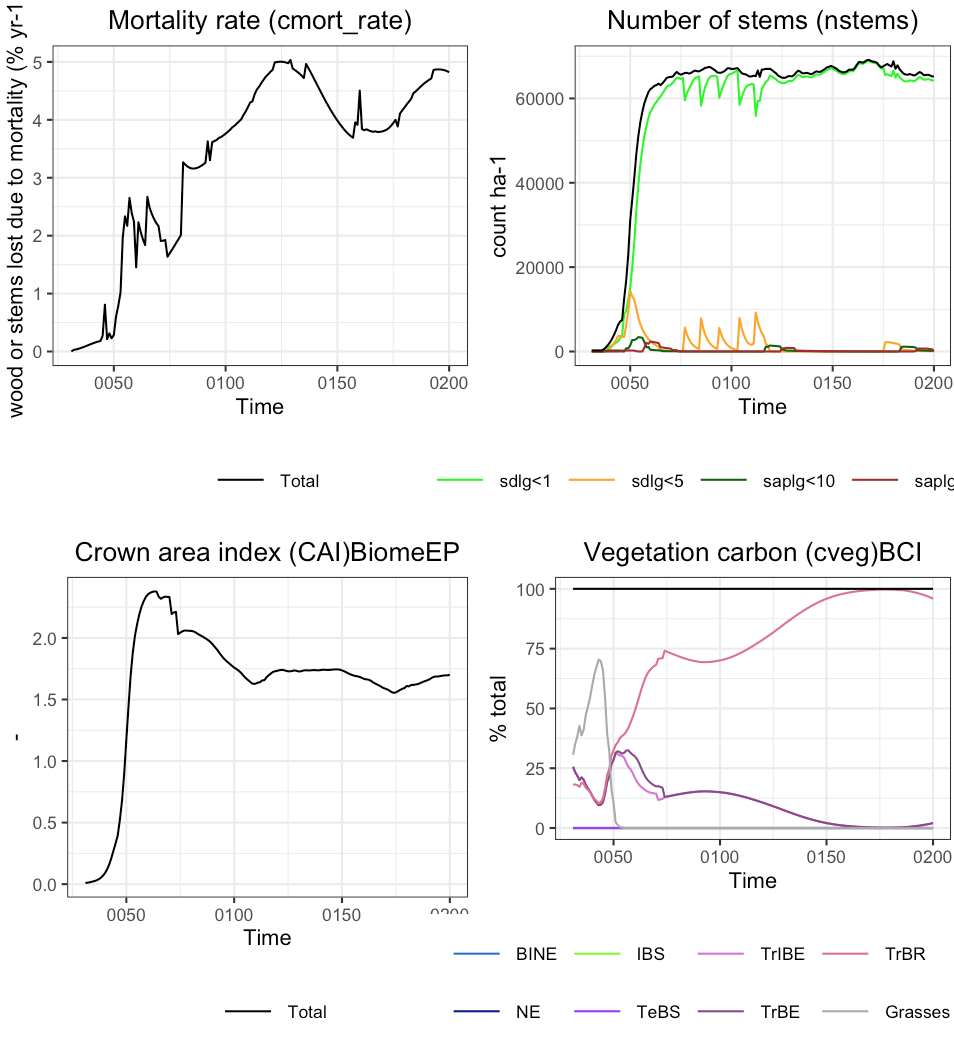 Mortality rate (cmort_rate)
wood or stems lost due to mortality (% yr-1
5
4
3
2
1
0
0050 0100 0150 0200
Time
Total
Number of stems (nstems)
count ha-1
60000
40000
20000
0
0050 0100 0150 0200
Time
sdlg<1 sdlg<5 saplg<10 saplg
Crown area index (CAI)BiomeEP
-
2.0
1.5
1.0
0.5
0.0
0050 0100 0150 0200
Time
Total
Vegetation carbon (cveg)BCI
% total
100
75
50
25
0
0050 0100 0150 0200
Time
BINE IBS TrIBE TrBR
NE TeBS TrBE Grasses